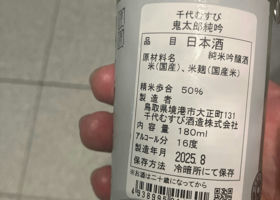 千代むすび
鬼太郎純吟
品目 日本酒
純米吟醸酒
原材料名
米(国産)、米麹(国産米)
精米歩合 50%
製造者
鳥取県境港市大正町131
千代むすび酒造株式会社
内容量 180ml
アルコール分 16度
製造年月 2025.8
保存方法 冷暗所にて保存
※お酒は二十歳になってから